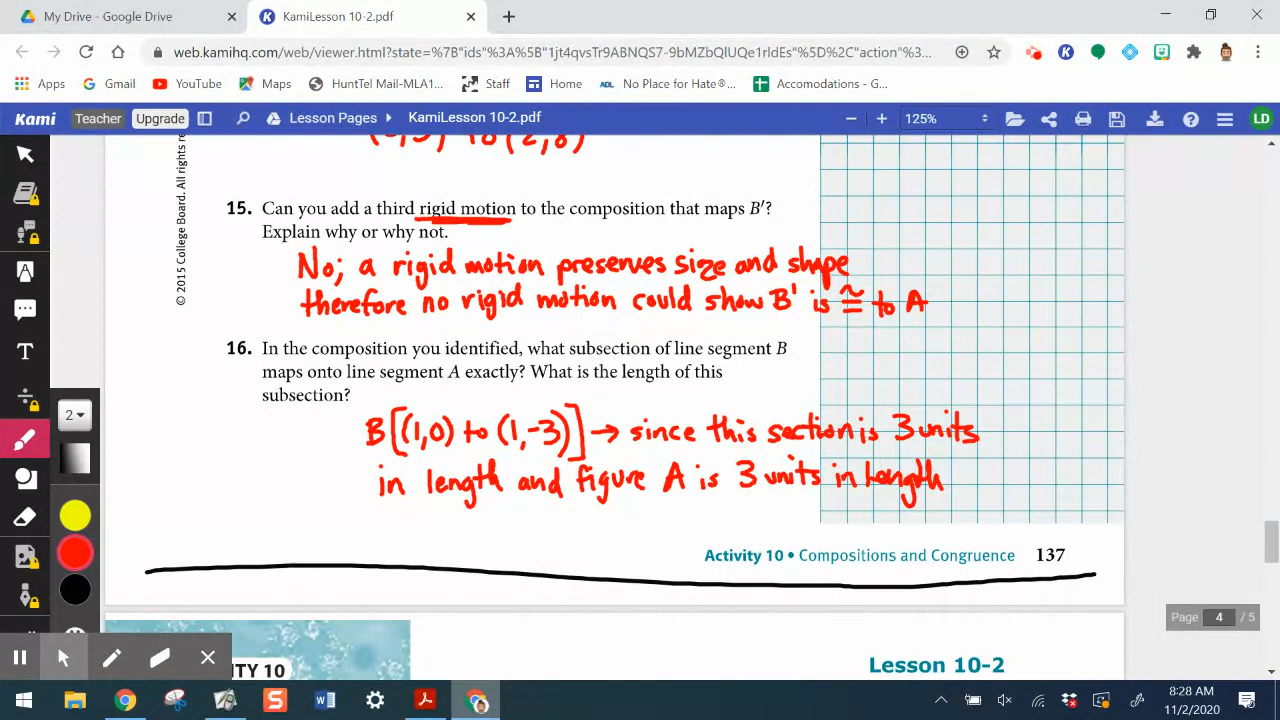 My Drive - Google Drive
KamiLesson 10-2.pdf
web.kamihq.com/web/viewer.html?state=%7B"ids"%3A%5B"1jt4qvsTr9ABNQS7-9bMZbQlUQe1rldEs"%5D%2C"action"%3...
Apps
Gmail
YouTube
Maps
HuntTel Mail-MLA1...
Staff
Home
ADL No Place for Hate®...
Accomodations - G...
Kami
Teacher
Upgrade
Lesson Pages
KamiLesson 10-2.pdf
125%
LD
to (2,8)
© 2015 College Board. All rights re
15. Can you add a third rigid motion to the composition that maps B′?
Explain why or why not.
No; a rigid motion preserves size and shape
therefore no rigid motion could show B' is ≅ to A
16. In the composition you identified, what subsection of line segment B
maps onto line segment A exactly? What is the length of this
subsection?
B[(1,0) to (1,-3)] → since this section is 3 units
in length and figure A is 3 units in length
2
Activity 10 • Compositions and Congruence 137
Page 4 / 5
ITY 10
Lesson 10-2
8:28 AM
11/2/2020